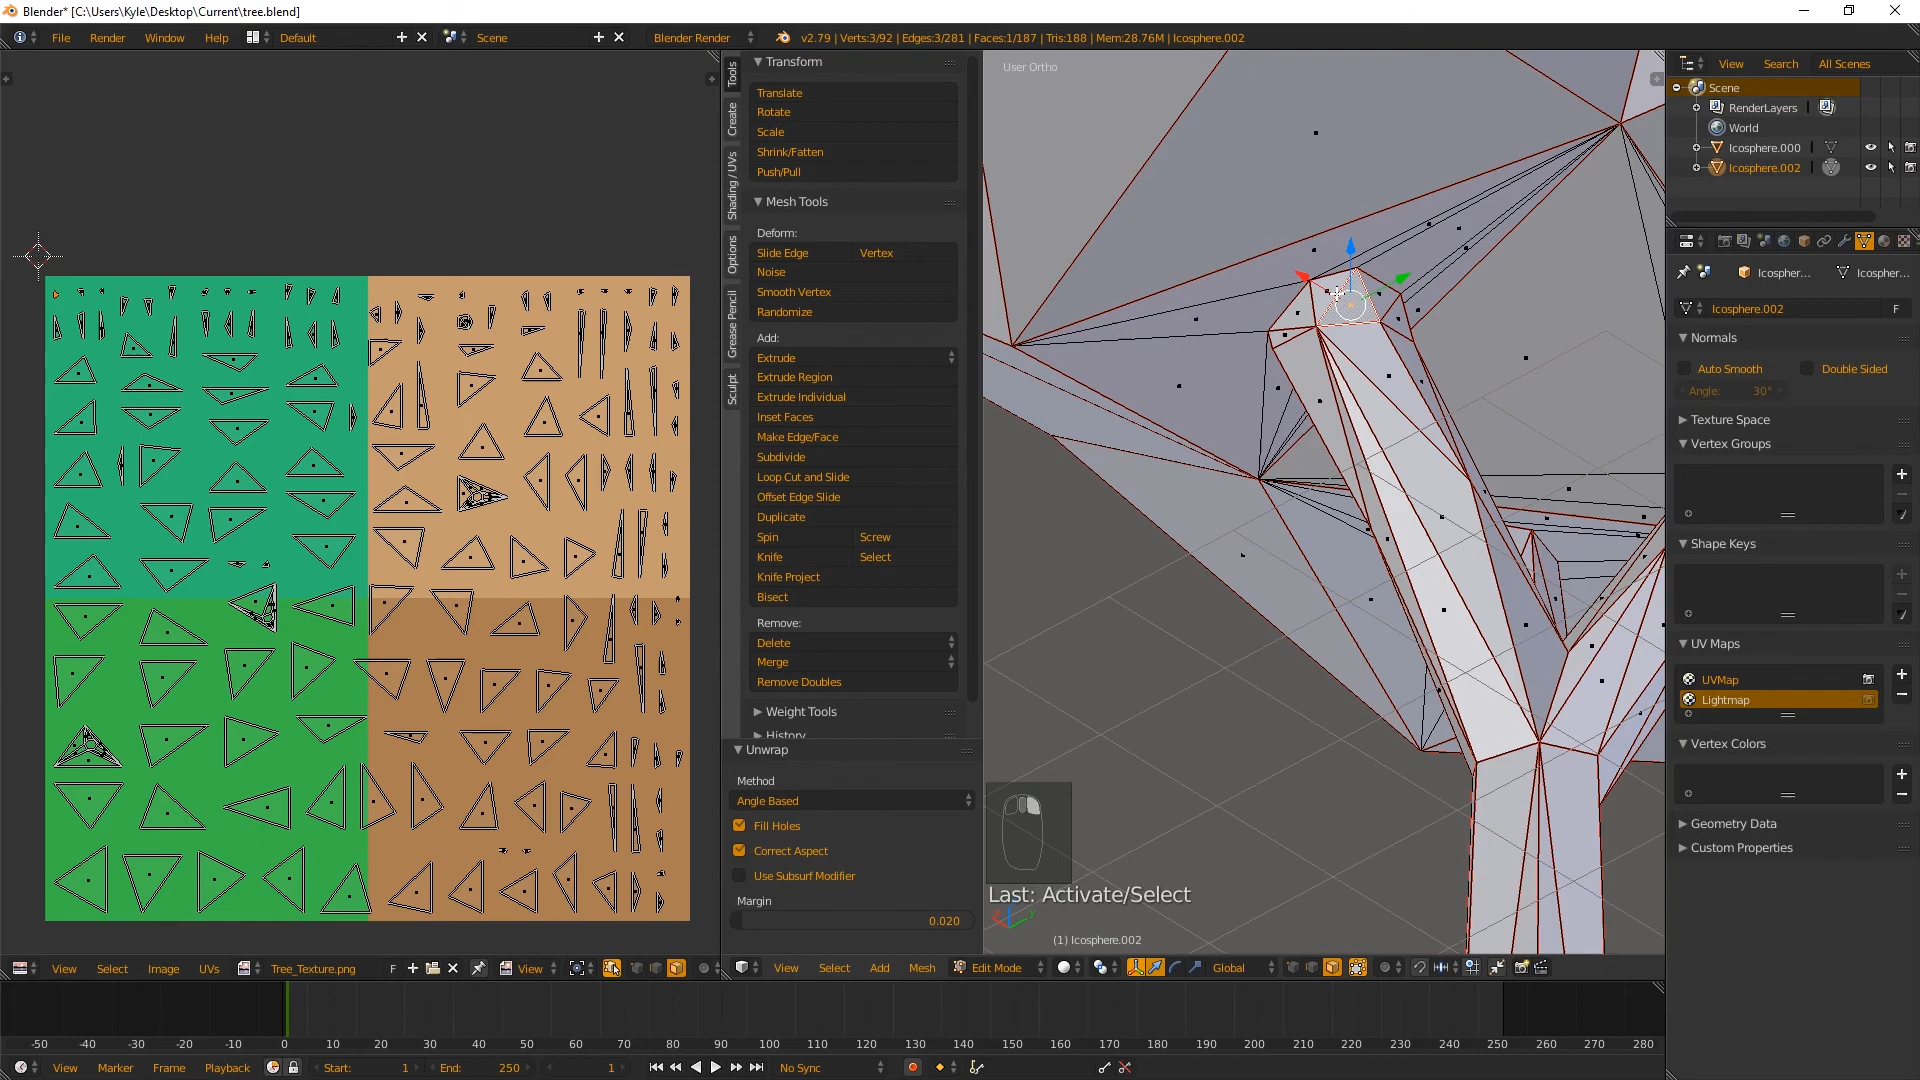 Blender* [C:\Users\Kyle\Desktop\Current\tree.blend]
File Render Window Help Default Scene Blender Render v2.79 | Verts:3/92 | Edges:3/281 | Faces:1/187 | Tris:188 | Mem:28.76M | Icosphere.002
Tools
Create
Shading / UVs
Options
Grease Pencil
Sculpt
Transform
Translate
Rotate
Scale
Shrink/Fatten
Push/Pull
Mesh Tools
Deform:
Slide Edge Vertex
Noise
Smooth Vertex
Randomize
Add:
Extrude
Extrude Region
Extrude Individual
Inset Faces
Make Edge/Face
Subdivide
Loop Cut and Slide
Offset Edge Slide
Duplicate
Spin Screw
Knife Select
Knife Project
Bisect
Remove:
Delete
Merge
Remove Doubles
Weight Tools
History
Unwrap
Method
Angle Based
Fill Holes
Correct Aspect
Use Subsurf Modifier
Margin
0.020
User Ortho
Last: Activate/Select
(1) Icosphere.002
View Search All Scenes
Scene
RenderLayers
World
Icosphere.000
Icosphere.002
Icospher... Icospher...
Icosphere.002 F
Normals
Auto Smooth Double Sided
Angle: 30°
Texture Space
Vertex Groups
Shape Keys
UV Maps
UVMap
Lightmap
Vertex Colors
Geometry Data
Custom Properties
View Select Image UVs Tree_Texture.png F View
View Select Add Mesh Edit Mode Global
-50 -40 -30 -20 -10 0 10 20 30 40 50 60 70 80 90 100 110 120 130 140 150 160 170 180 190 200 210 220 230 240 250 260 270 280
View Marker Frame Playback Start: 1 End: 250 1 No Sync